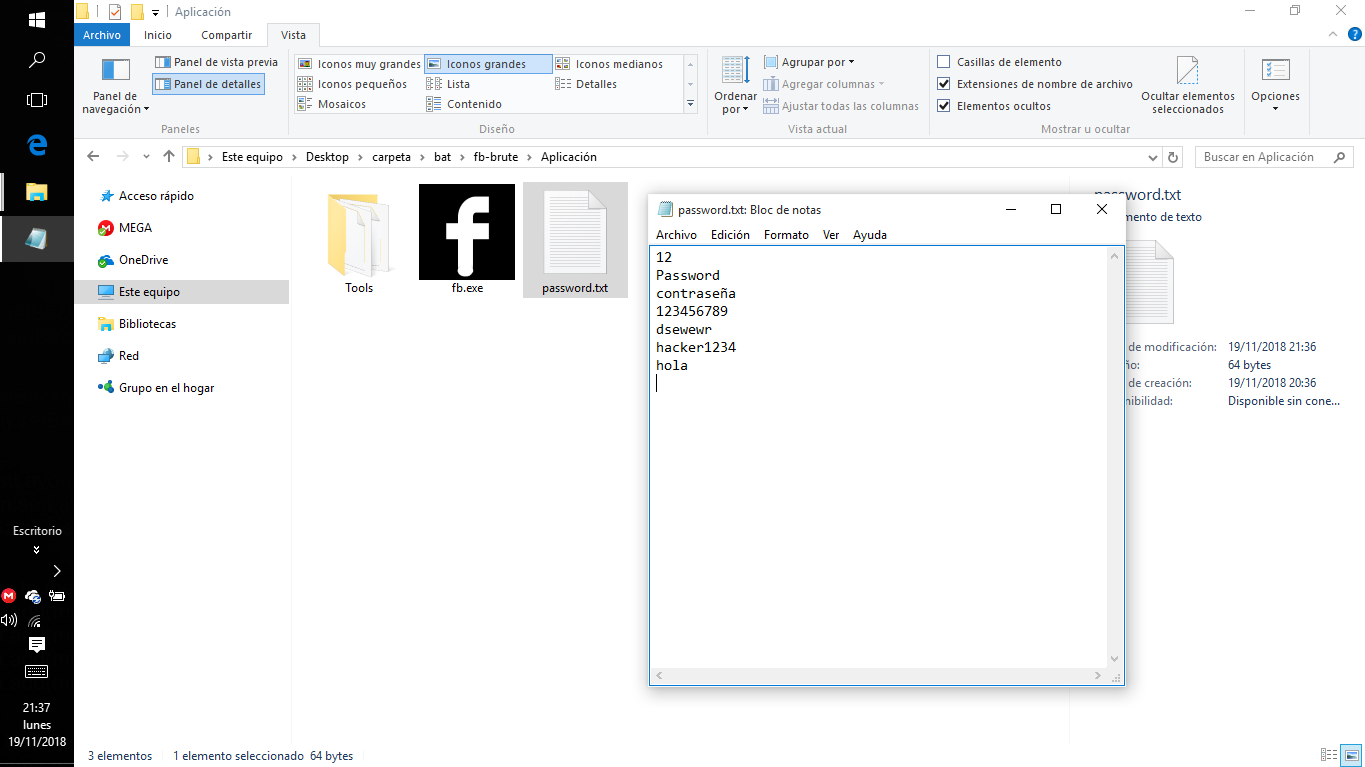 Aplicación
Archivo Inicio Compartir Vista
Panel de navegación
Panel de vista previa
Panel de detalles
Paneles
Iconos muy grandes Iconos grandes Iconos medianos
Iconos pequeños Lista Detalles
Mosaicos Contenido
Diseño
Ordenar por
Agrupar por
Agregar columnas
Ajustar todas las columnas
Vista actual
Casillas de elemento
Extensiones de nombre de archivo
Elementos ocultos
Ocultar elementos seleccionados
Mostrar u ocultar
Opciones
Este equipo > Desktop > carpeta > bat > fb-brute > Aplicación
Buscar en Aplicación
Acceso rápido
MEGA
OneDrive
Este equipo
Bibliotecas
Red
Grupo en el hogar
Tools
fb.exe
password.txt
password.txt: Bloc de notas
Archivo Edición Formato Ver Ayuda
12
Password
contraseña
123456789
dsewewr
hacker1234
hola
password.txt
de texto
de modificación: 19/11/2018 21:36
64 bytes
de creación: 19/11/2018 20:36
Disponible sin cone...
Escritorio
21:37
lunes
19/11/2018
3 elementos 1 elemento seleccionado 64 bytes